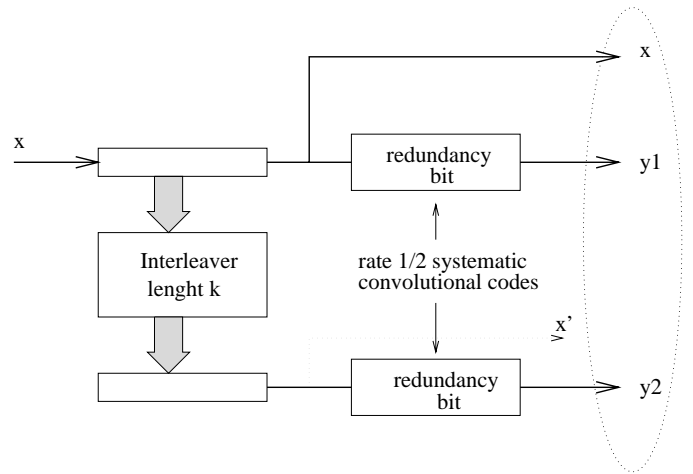 x
x
redundancy
bit
y1
Interleaver
lenght k
rate 1/2 systematic
convolutional codes
x'
redundancy
bit
y2